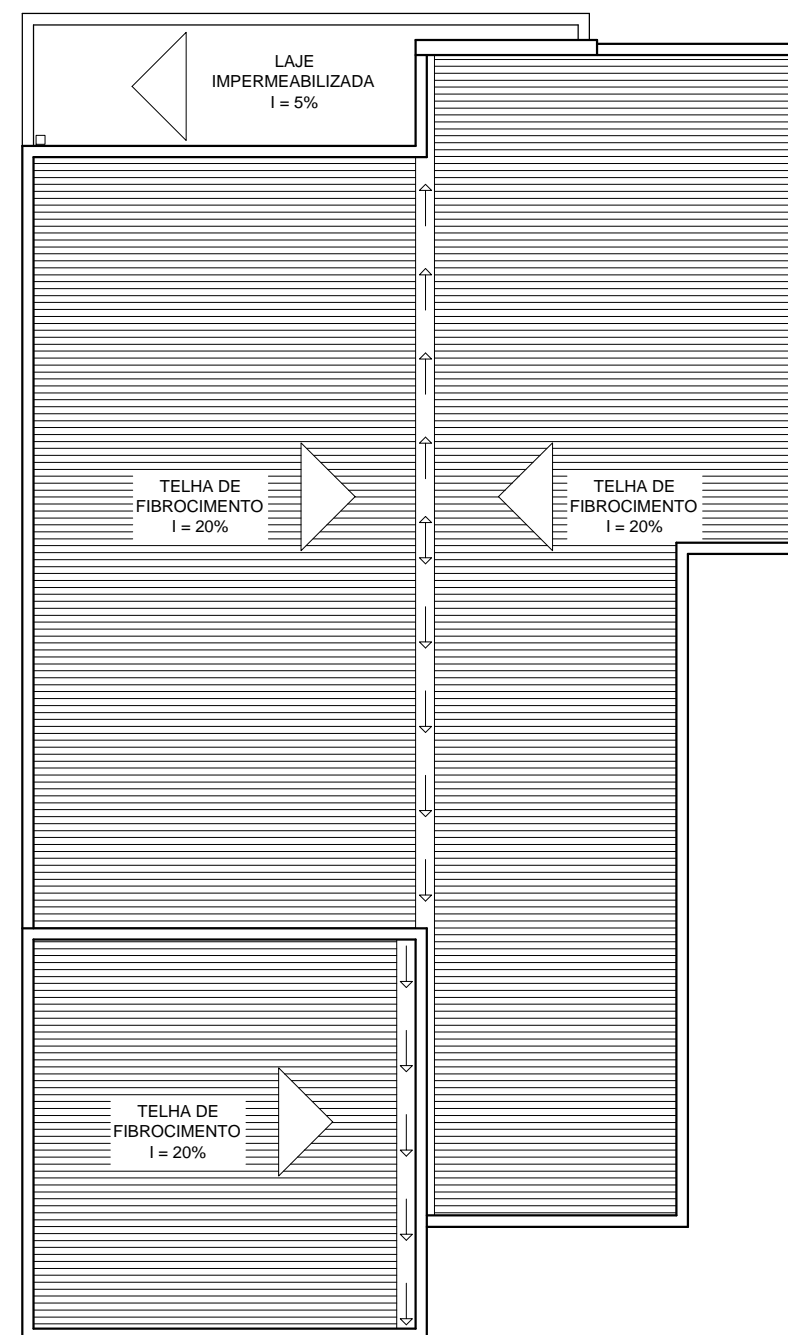 LAJE
IMPERMEABILIZADA
I = 5%
TELHA DE
FIBROCIMENTO
I = 20%
TELHA DE
FIBROCIMENTO
I = 20%
TELHA DE
FIBROCIMENTO
I = 20%